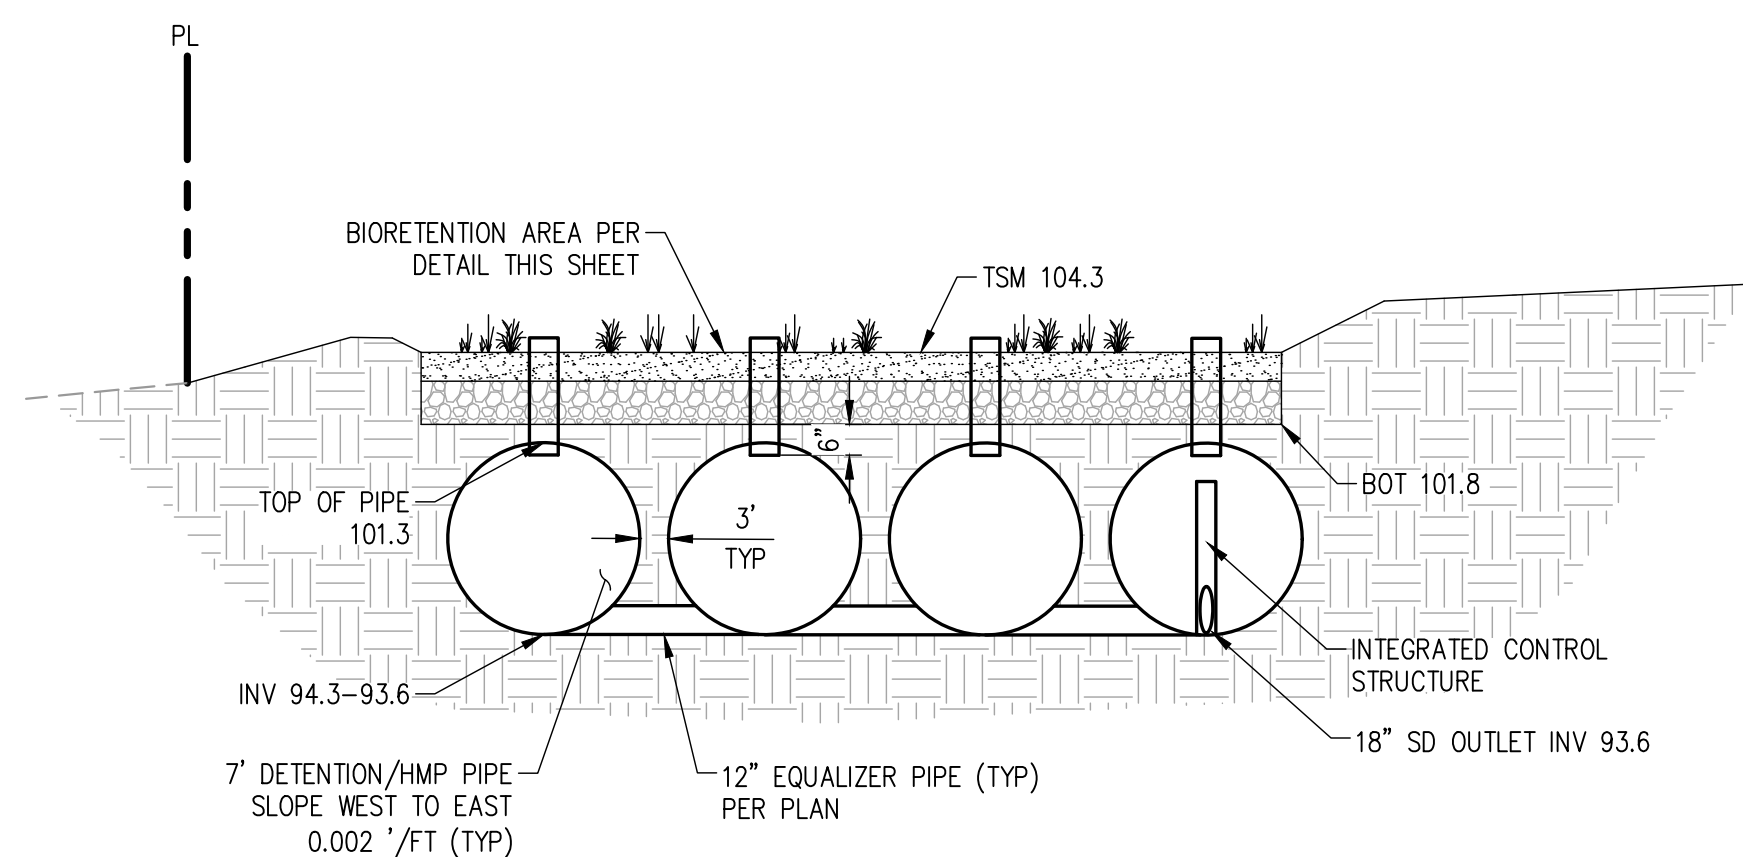 PL
BIORETENTION AREA PER
DETAIL THIS SHEET
TSM 104.3
6"
TOP OF PIPE
101.3
3'
TYP
BOT 101.8
INV 94.3-93.6
INTEGRATED CONTROL
STRUCTURE
18" SD OUTLET INV 93.6
7' DETENTION/HMP PIPE
SLOPE WEST TO EAST
0.002 '/FT (TYP)
12" EQUALIZER PIPE (TYP)
PER PLAN